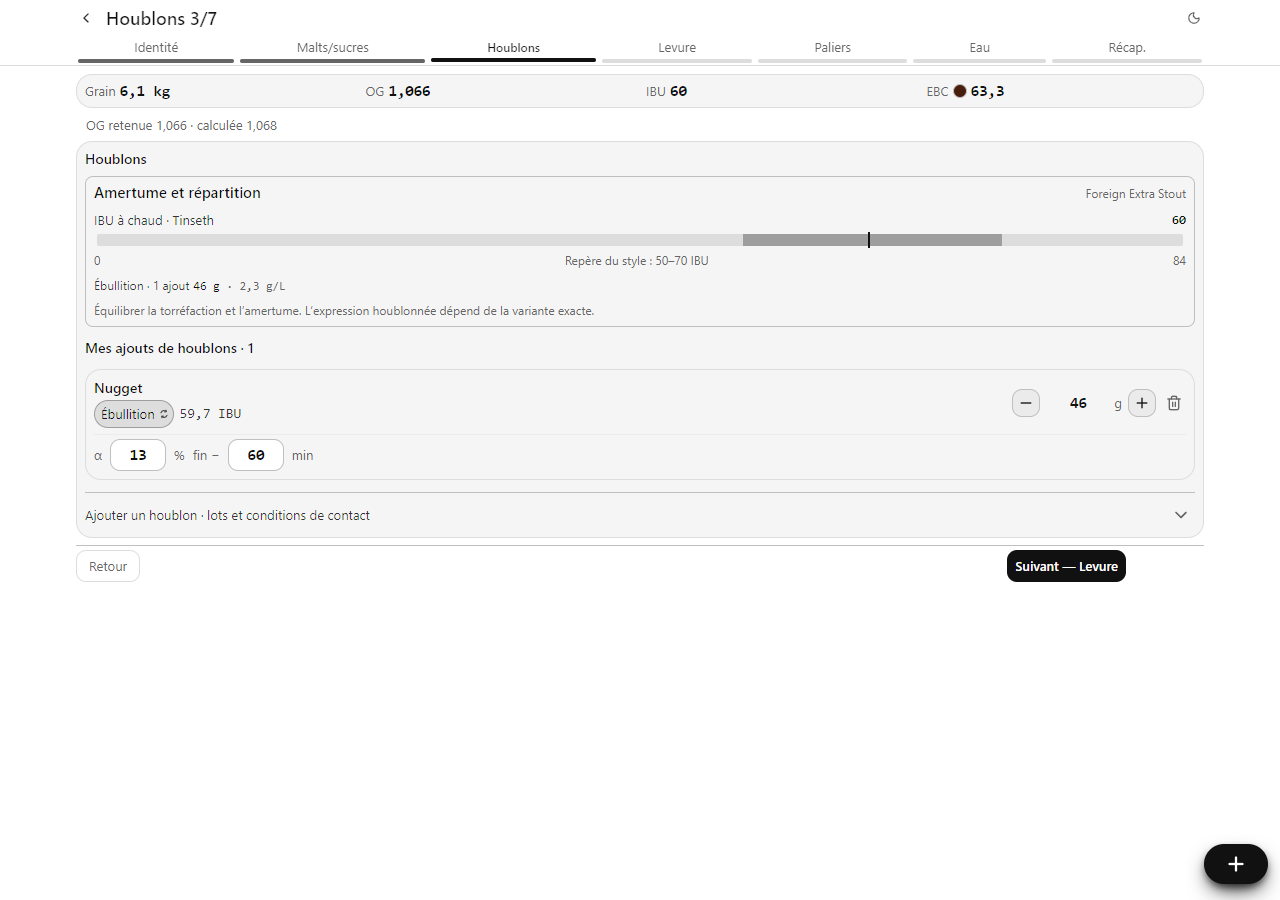 Houblons 3/7
Identité Malts/sucres Houblons Levure Paliers Eau Récap.
Grain 6,1 kg OG 1,066 IBU 60 EBC 63,3
OG retenue 1,066 · calculée 1,068
Houblons
Amertume et répartition Foreign Extra Stout
IBU à chaud · Tinseth 60
0 Repère du style : 50–70 IBU 84
Ébullition · 1 ajout 46 g · 2,3 g/L
Équilibrer la torréfaction et l’amertume. L’expression houblonnée dépend de la variante exacte.
Mes ajouts de houblons · 1
Nugget
Ébullition 59,7 IBU
− 46 g +
α 13 % fin − 60 min
Ajouter un houblon · lots et conditions de contact
Retour Suivant — Levure
+